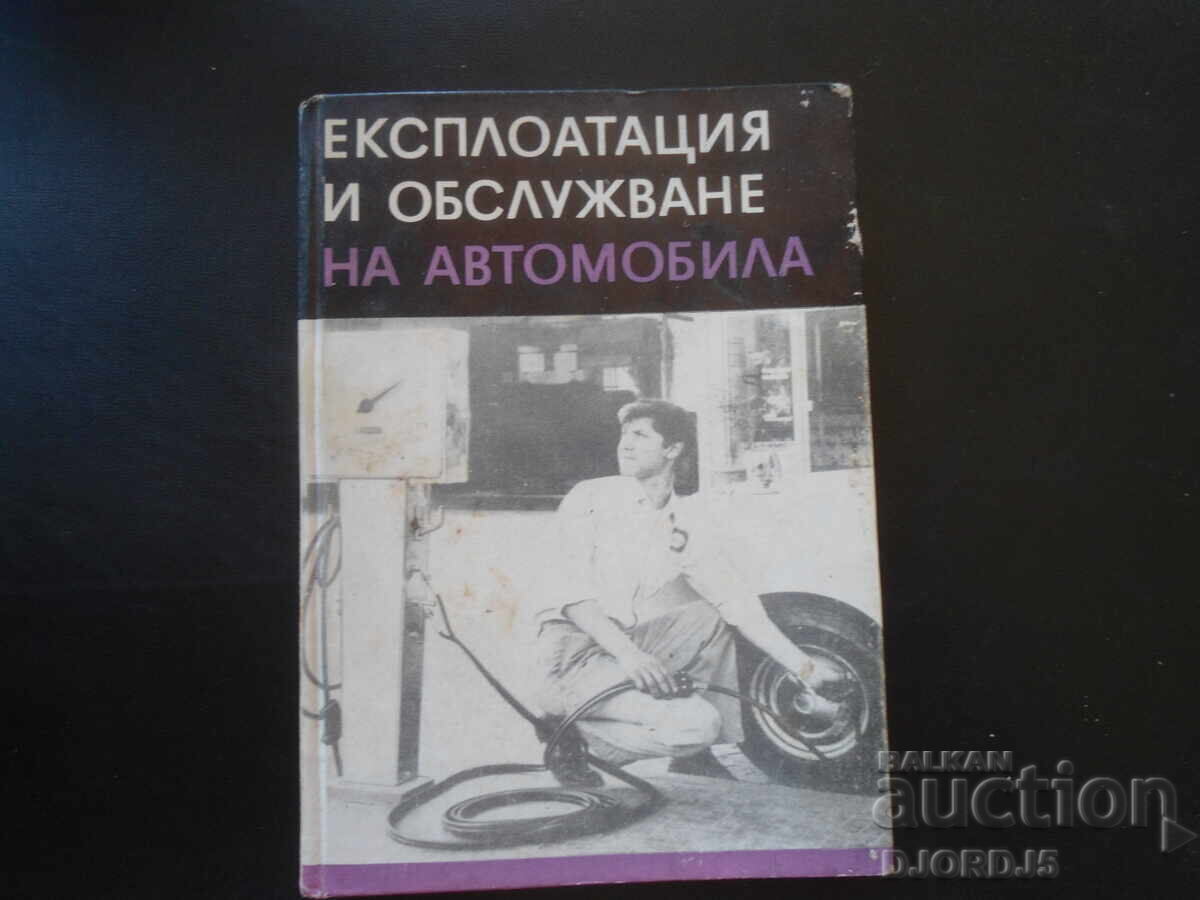 ЕКСПЛОАТАЦИЯ
И ОБСЛУЖВАНЕ
НА АВТОМОБИЛА
BALKAN
auction
DJORDJ5